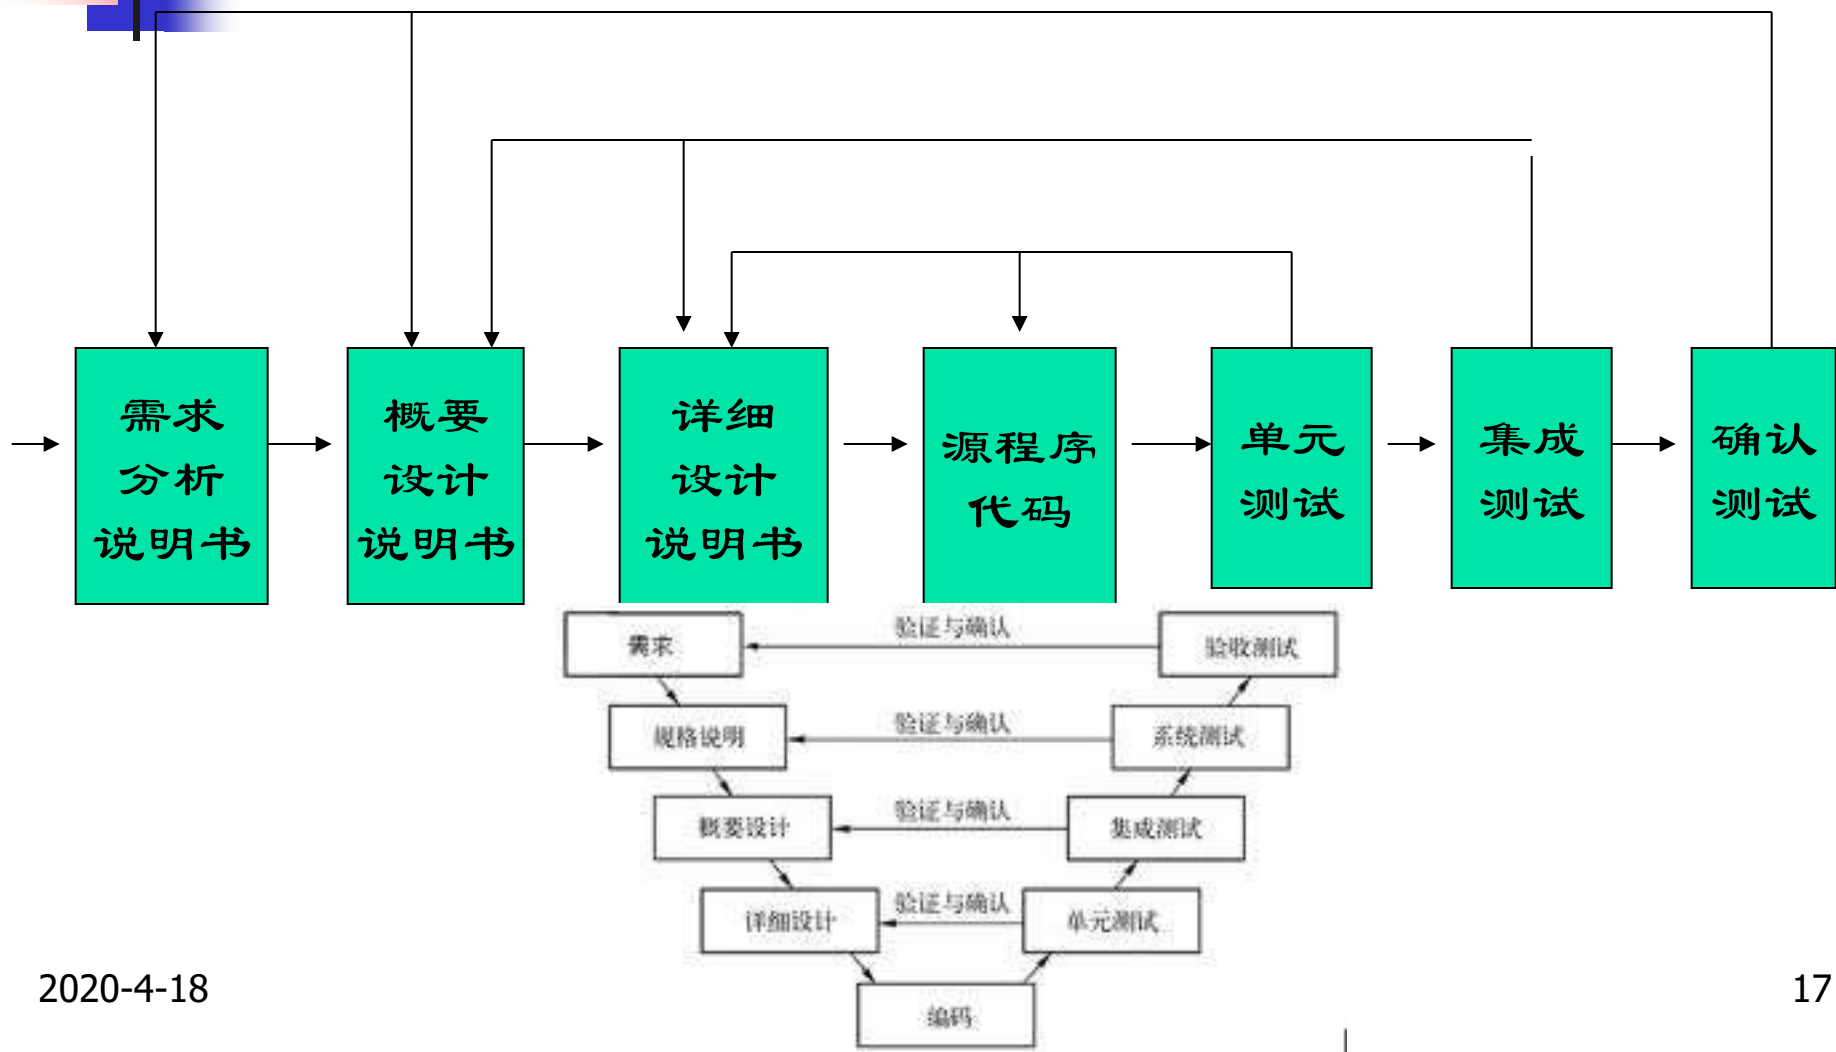 需求
分析
说明书
概要
设计
说明书
详细
设计
说明书
源程序
代码
单元
测试
集成
测试
确认
测试
需求
验证与确认
验收测试
规格说明
验证与确认
系统测试
概要设计
验证与确认
集成测试
详细设计
验证与确认
单元测试
编码
2020-4-18
17